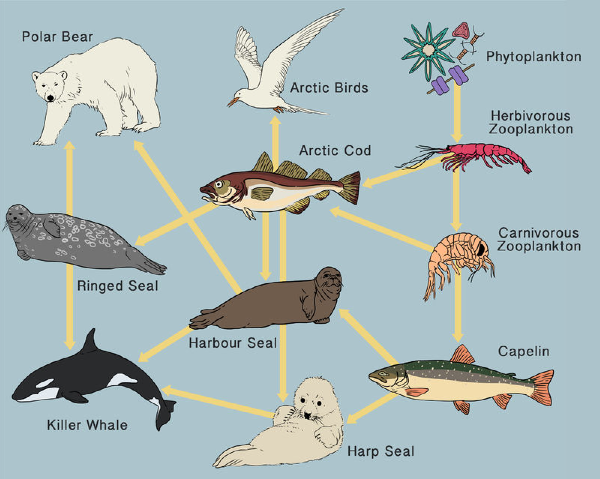 Polar Bear
Arctic Birds
Phytoplankton
Herbivorous
Zooplankton
Arctic Cod
Carnivorous
Zooplankton
Ringed Seal
Harbour Seal
Capelin
Killer Whale
Harp Seal